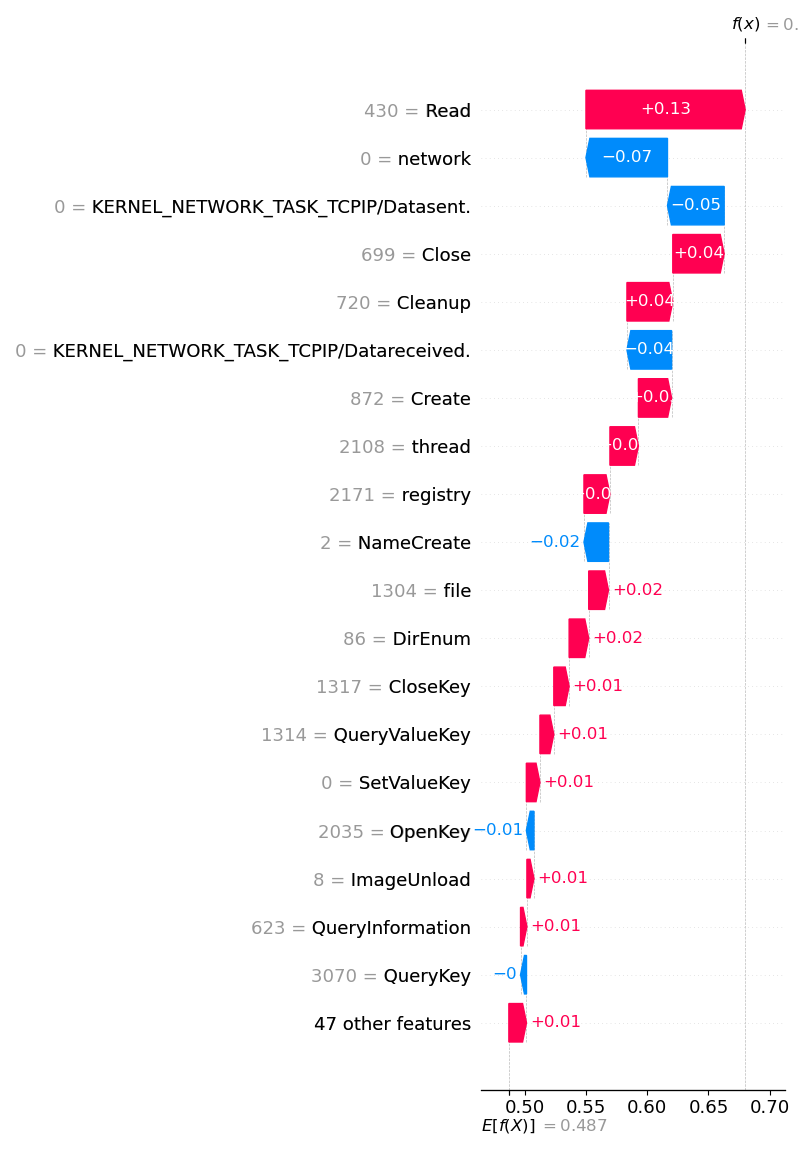 f(x) = 0.
430 = Read +0.13
0 = network −0.07
0 = KERNEL_NETWORK_TASK_TCPIP/Datasent. −0.05
699 = Close +0.04
720 = Cleanup +0.04
0 = KERNEL_NETWORK_TASK_TCPIP/Datareceived. −0.04
872 = Create
2108 = thread
2171 = registry
2 = NameCreate −0.02
1304 = file +0.02
86 = DirEnum +0.02
1317 = CloseKey +0.01
1314 = QueryValueKey +0.01
0 = SetValueKey +0.01
2035 = OpenKey −0.01
8 = ImageUnload +0.01
623 = QueryInformation +0.01
3070 = QueryKey −0
47 other features +0.01
0.50 0.55 0.60 0.65 0.70
E[f(X)] = 0.487